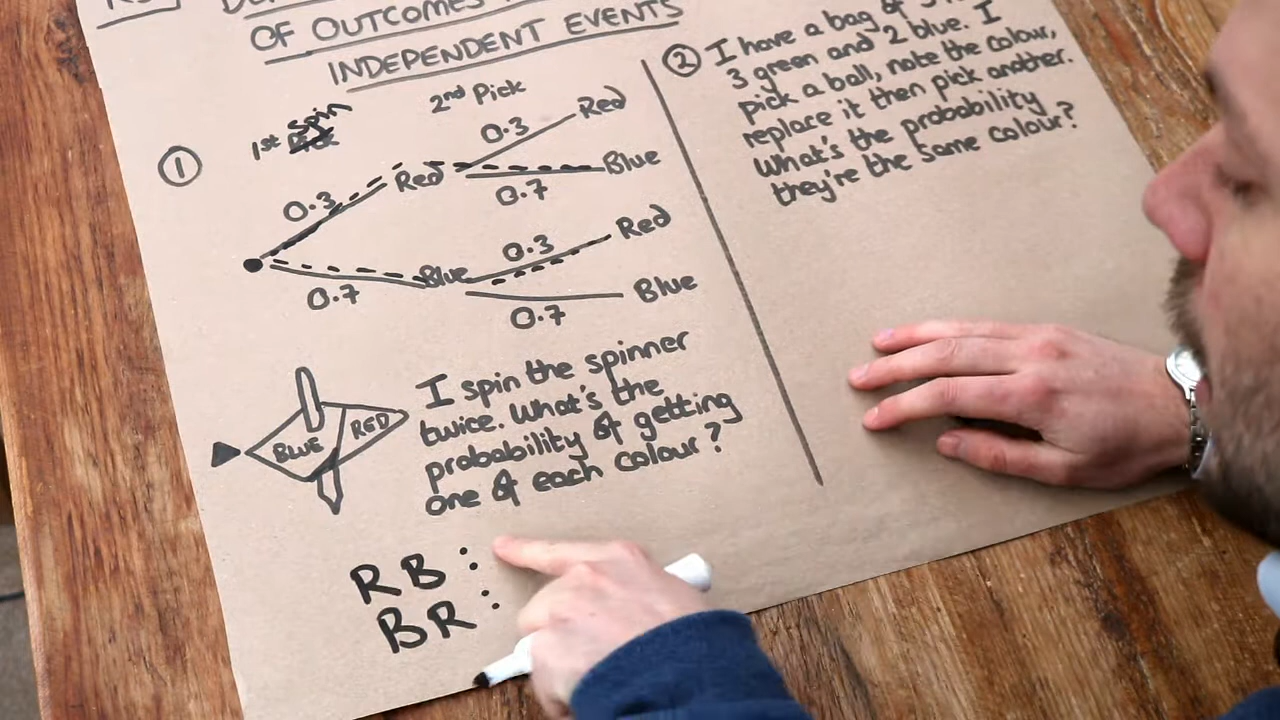 OF OUTCOMES
INDEPENDENT EVENTS
1
1st Spin
2nd Pick
0.3
Red
0.3
Red
0.7
Blue
0.7
Blue
0.3
Red
0.7
Blue
BLUE
RED
I spin the spinner
twice. What's the
probability of getting
one of each colour?
RB:
BR:
2
I have a bag of
3 green and 2 blue. I
pick a ball, note the colour,
replace it then pick another.
What's the probability
they're the same colour?